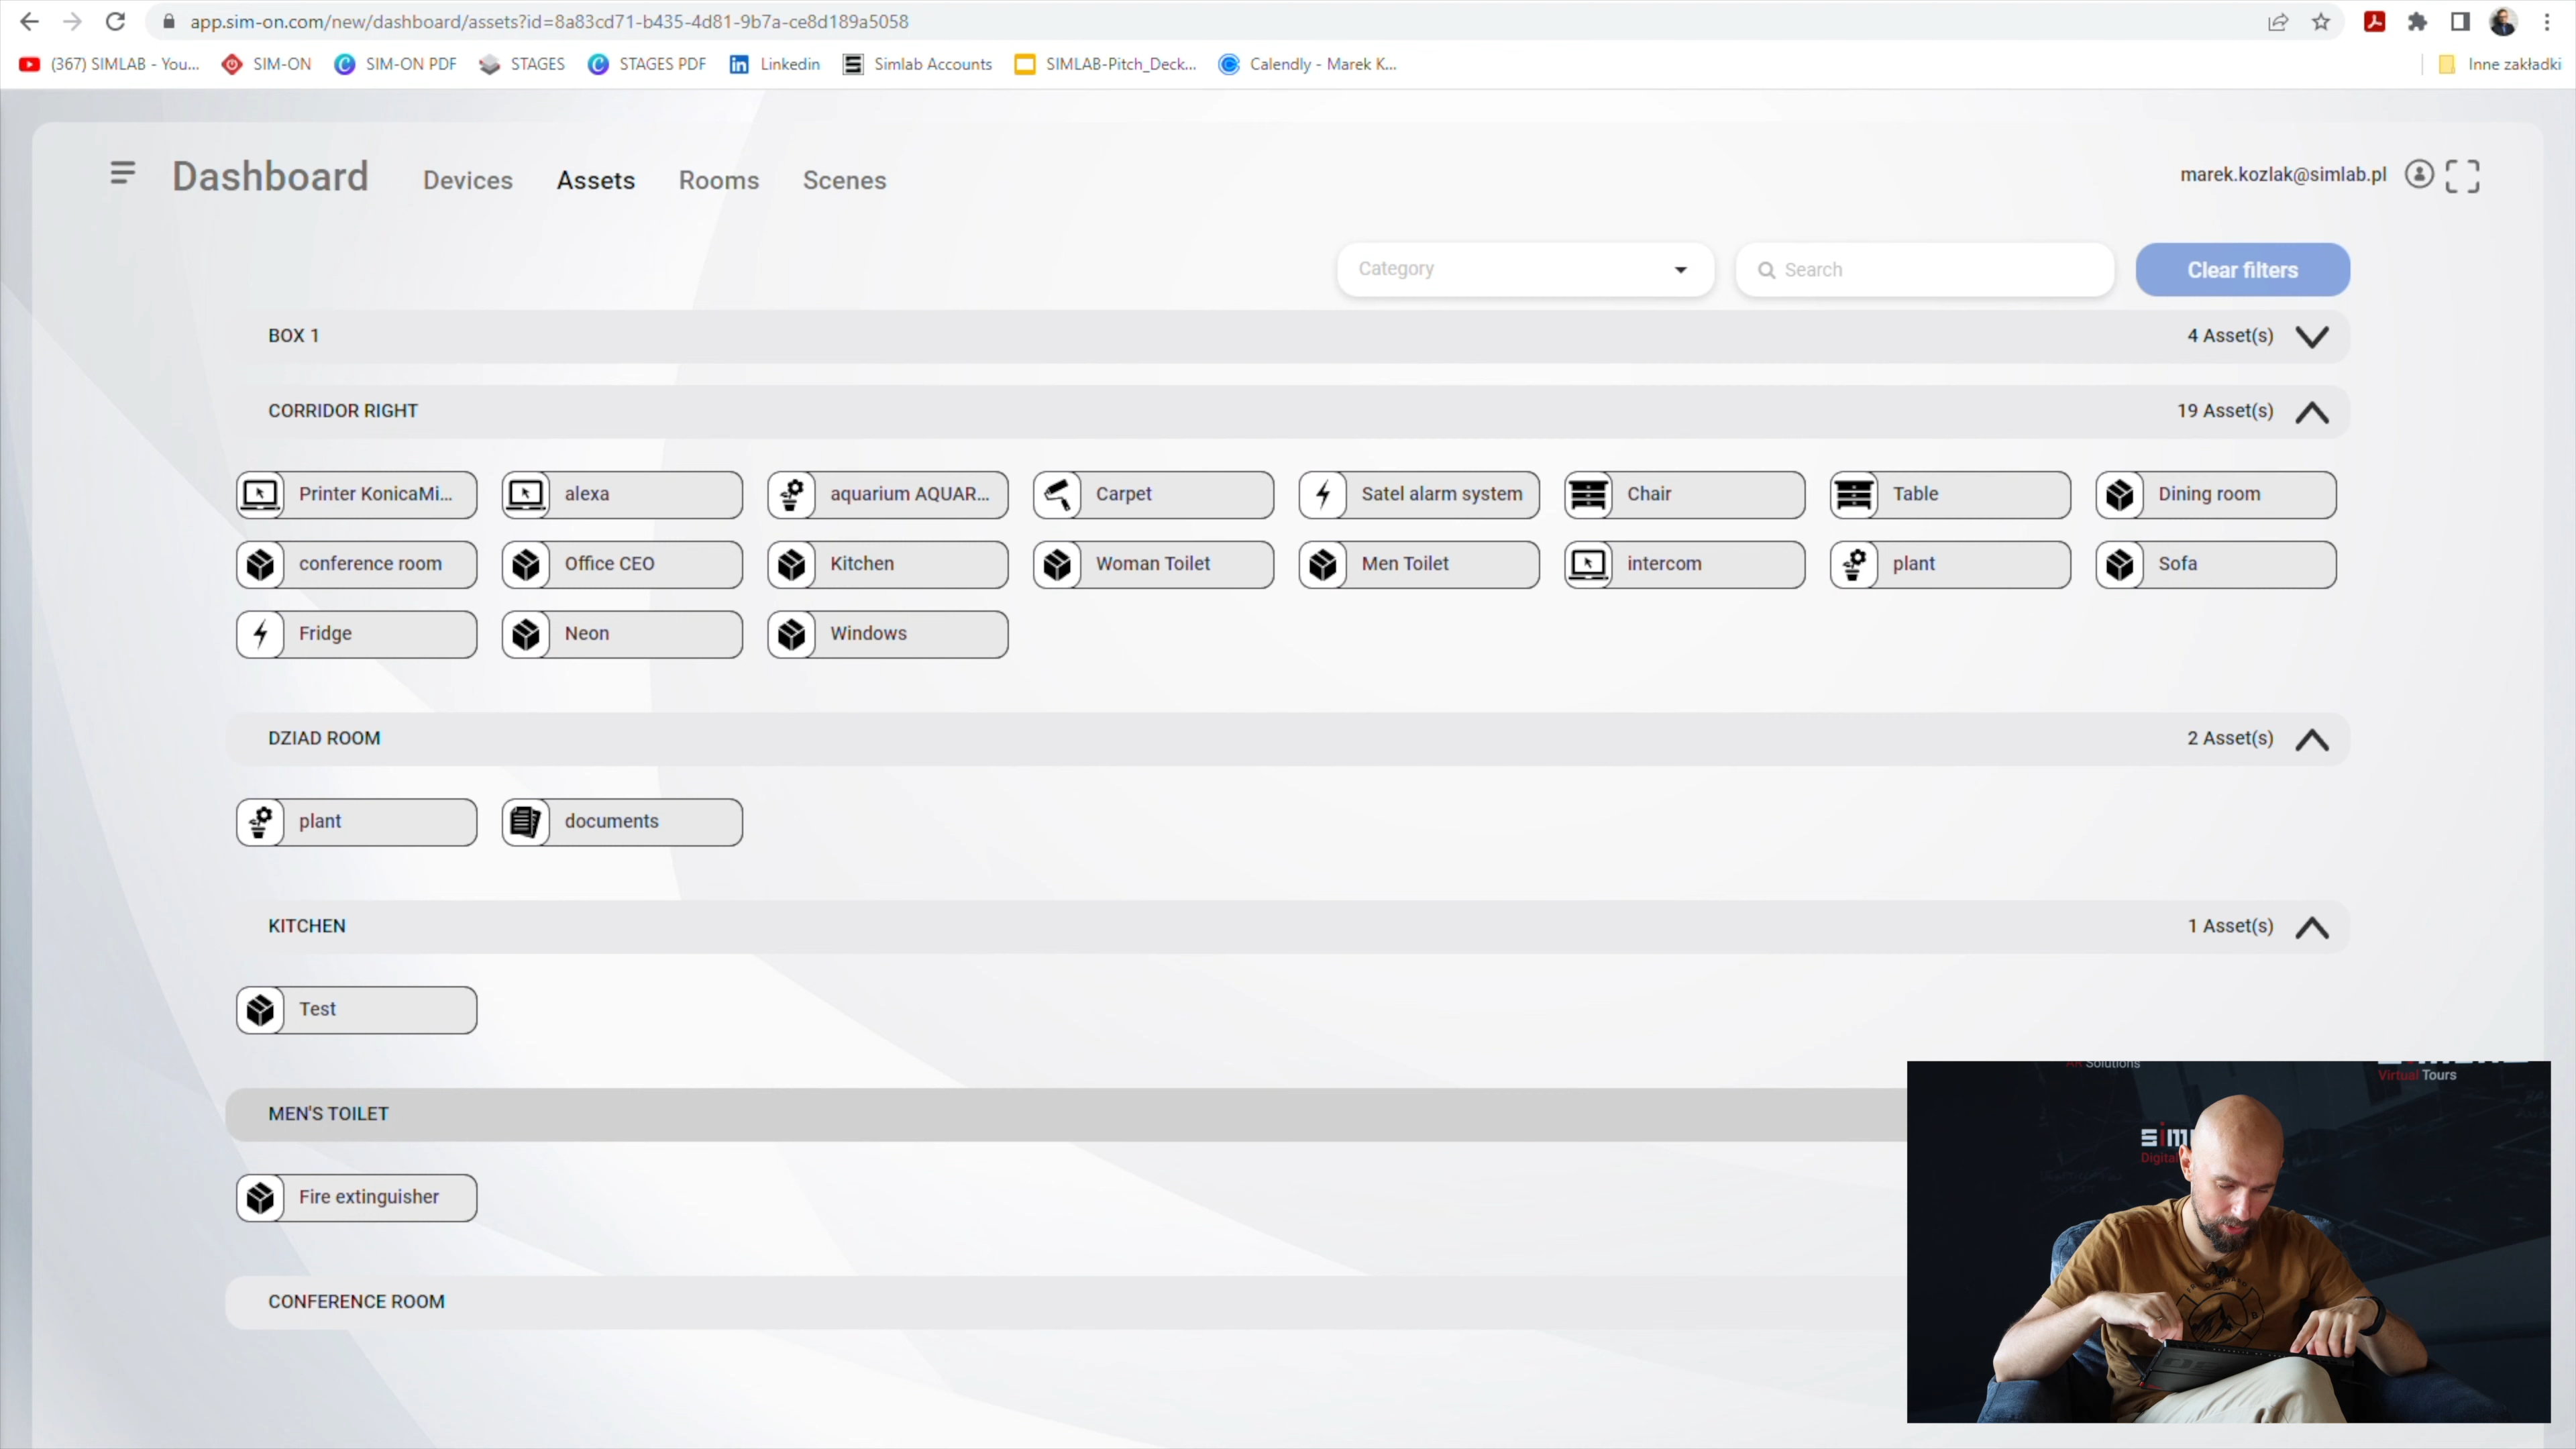 app.sim-on.com/new/dashboard/assets?id=8a83cd71-b435-4d81-9b7a-ce8d189a5058
(367) SIMLAB - You... SIM-ON SIM-ON PDF STAGES STAGES PDF Linkedin Simlab Accounts SIMLAB-Pitch_Deck... Calendly - Marek K... Inne zakładki
Dashboard Devices Assets Rooms Scenes marek.kozlak@simlab.pl
Category Search Clear filters
BOX 1 4 Asset(s)
CORRIDOR RIGHT 19 Asset(s)
Printer KonicaMi... alexa aquarium AQUAR... Carpet Satel alarm system Chair Table Dining room
conference room Office CEO Kitchen Woman Toilet Men Toilet intercom plant Sofa
Fridge Neon Windows
DZIAD ROOM 2 Asset(s)
plant documents
KITCHEN 1 Asset(s)
Test
MEN'S TOILET
Fire extinguisher
CONFERENCE ROOM
Solutions
Virtual Tours
sim
Digital